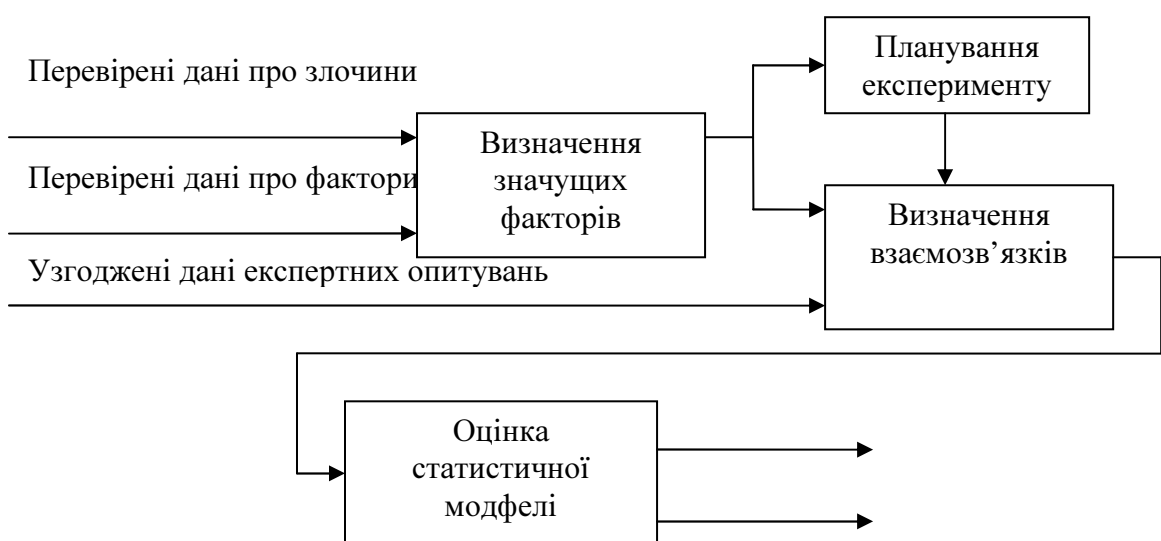 Перевірені дані про злочини
Планування
експерименту
Визначення
значущих
факторів
Перевірені дані про фактори
Визначення
взаємозв’язків
Узгоджені дані експертних опитувань
Оцінка
статистичної
модфелі